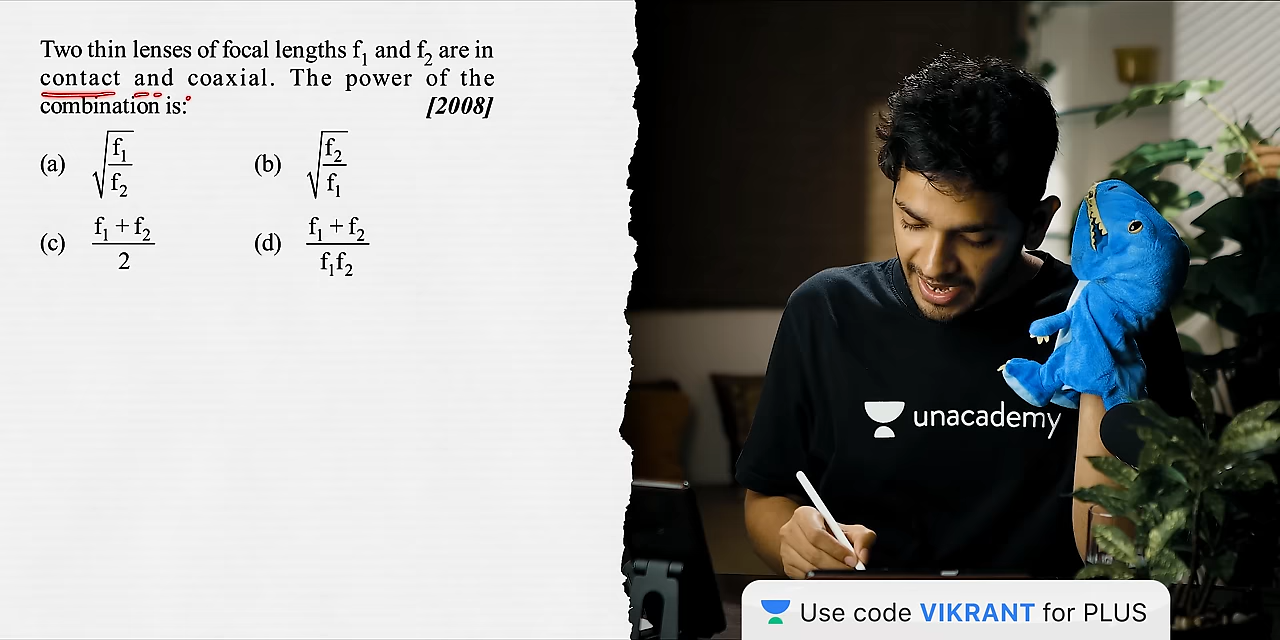 Two thin lenses of focal lengths f₁ and f₂ are in
contact and coaxial. The power of the
combination is: [2008]
(a) √(f₁/f₂) (b) √(f₂/f₁)
(c) (f₁ + f₂)/2 (d) (f₁ + f₂)/(f₁f₂)
unacademy
Use code VIKRANT for PLUS